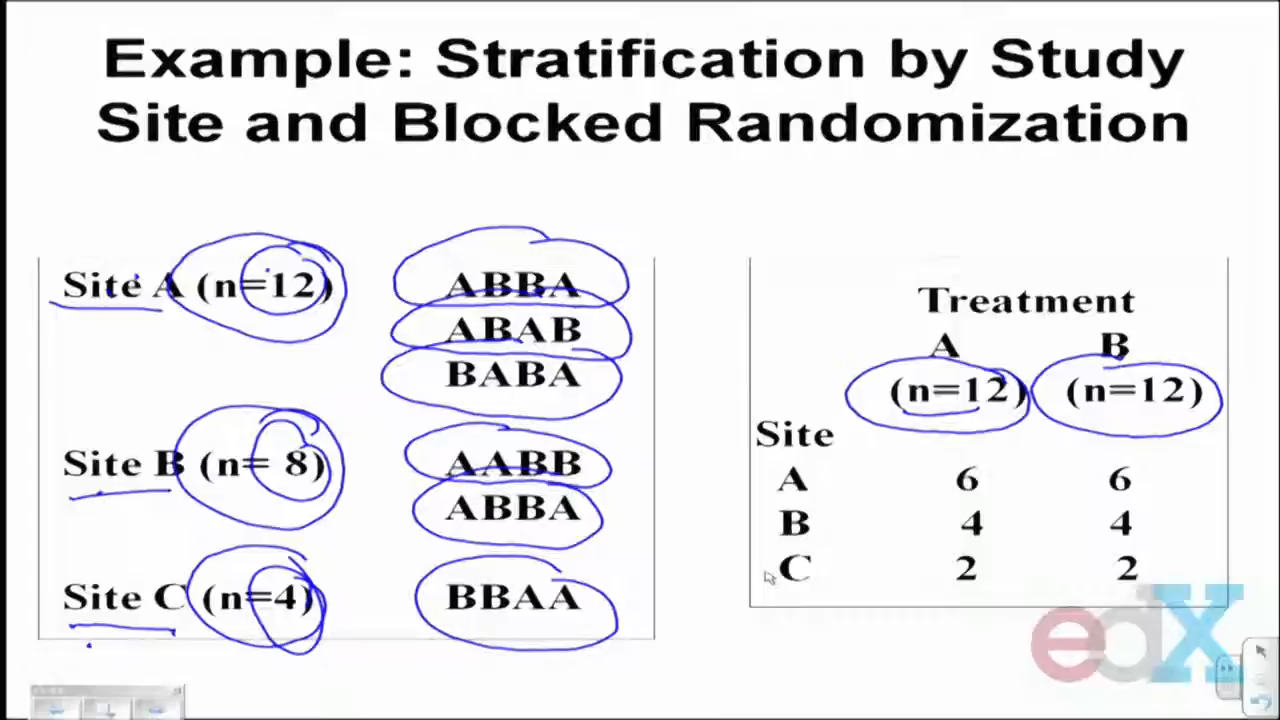 Example: Stratification by Study
Site and Blocked Randomization
Site A (n=12)
ABBA
ABAB
BABA
Site B (n= 8)
AABB
ABBA
Site C (n=4)
BBAA
Treatment
A B
(n=12) (n=12)
Site
A 6 6
B 4 4
C 2 2
edX